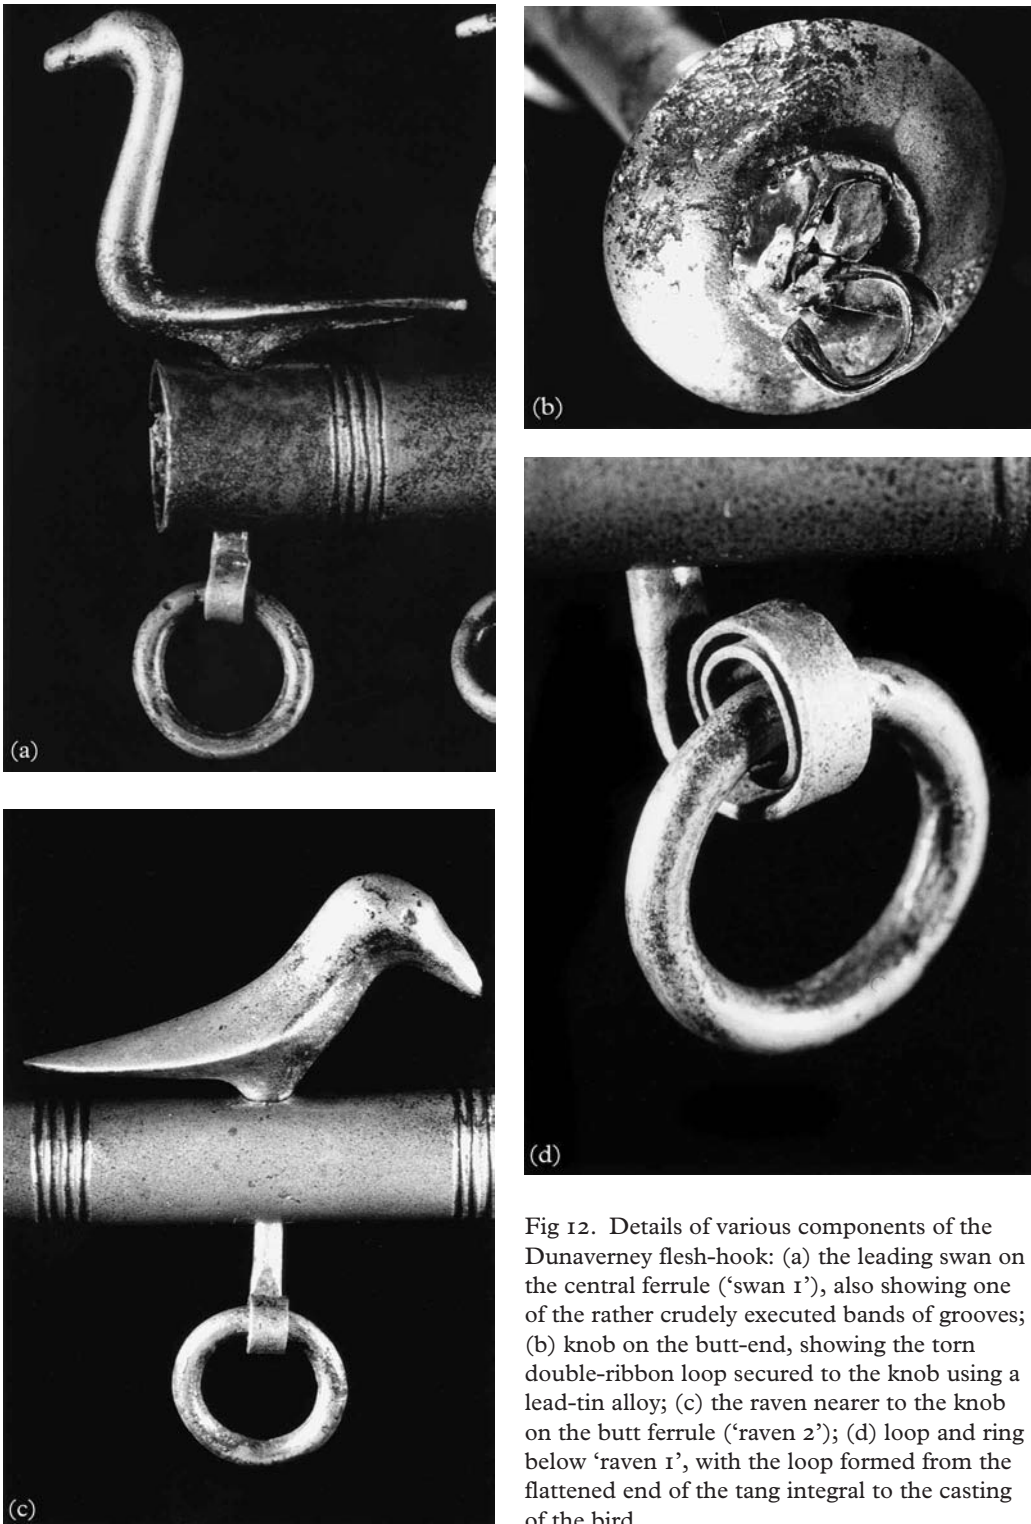 (a)
(b)
(c)
(d)
Fig 12. Details of various components of the
Dunaverney flesh-hook: (a) the leading swan on
the central ferrule (‘swan 1’), also showing one
of the rather crudely executed bands of grooves;
(b) knob on the butt-end, showing the torn
double-ribbon loop secured to the knob using a
lead-tin alloy; (c) the raven nearer to the knob
on the butt ferrule (‘raven 2’); (d) loop and ring
below ‘raven 1’, with the loop formed from the
flattened end of the tang integral to the casting
of the bird